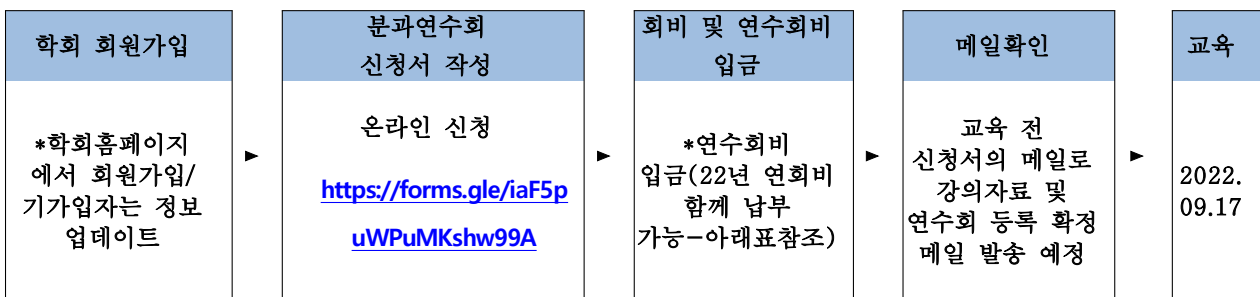 학회 회원가입
*학회홈페이지
에서 회원가입/
기가입자는 정보
업데이트
►
분과연수회
신청서 작성
온라인 신청
https://forms.gle/iaF5p
uWPuMKshw99A
►
회비 및 연수회비
입금
*연수회비
입금(22년 연회비
함께 납부
가능-아래표참조)
►
메일확인
교육 전
신청서의 메일로
강의자료 및
연수회 등록 확정
메일 발송 예정
►
교육
2022.
09.17